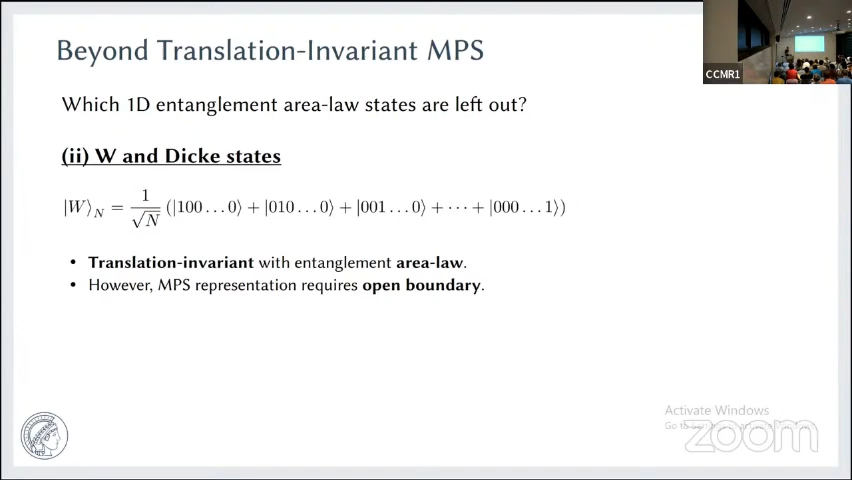 Beyond Translation-Invariant MPS
CCMR1
Which 1D entanglement area-law states are left out?
(ii) W and Dicke states
|W⟩_N = 1/√N (|100 … 0⟩ + |010 … 0⟩ + |001 … 0⟩ + ⋯ + |000 … 1⟩)
• Translation-invariant with entanglement area-law.
• However, MPS representation requires open boundary.
Activate Windows
Go to
zoom